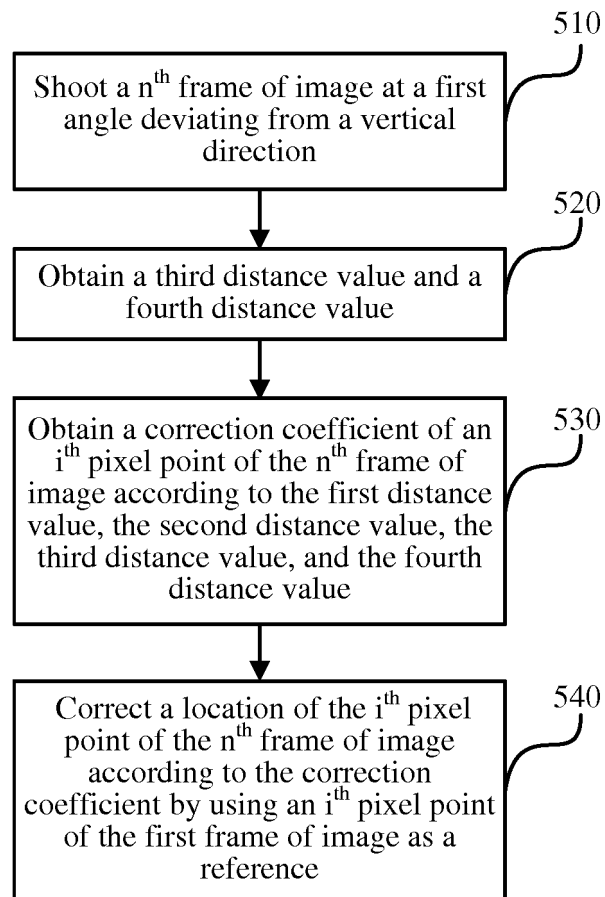 510
Shoot a nth frame of image at a first
angle deviating from a vertical
direction
520
Obtain a third distance value and a
fourth distance value
530
Obtain a correction coefficient of an
ith pixel point of the nth frame of
image according to the first distance
value, the second distance value, the
third distance value, and the fourth
distance value
540
Correct a location of the ith pixel
point of the nth frame of image
according to the correction
coefficient by using an ith pixel point
of the first frame of image as a
reference